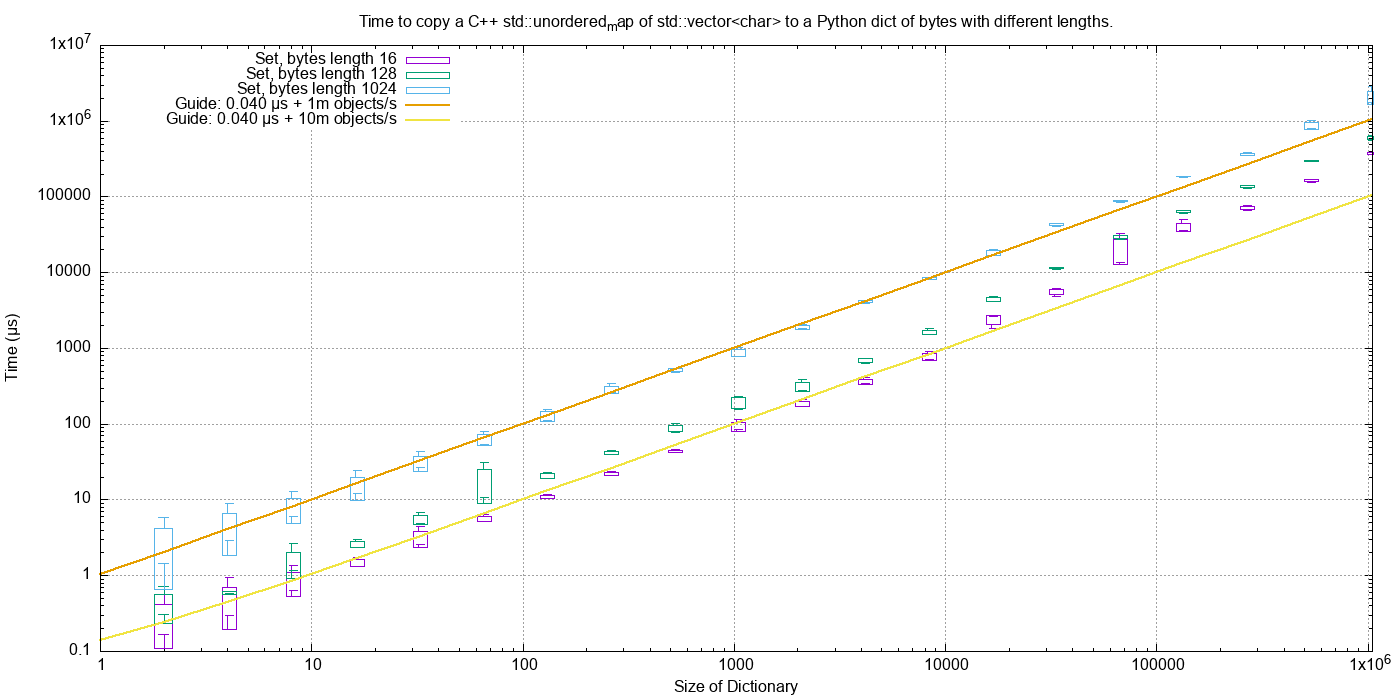 Time to copy a C++ std::unorderedmap of std::vector<char> to a Python dict of bytes with different lengths.
1x10^7
1x10^6
100000
10000
1000
100
10
1
0.1
Time (µs)
Set, bytes length 16
Set, bytes length 128
Set, bytes length 1024
Guide: 0.040 µs + 1m objects/s
Guide: 0.040 µs + 10m objects/s
1 10 100 1000 10000 100000 1x10^6
Size of Dictionary